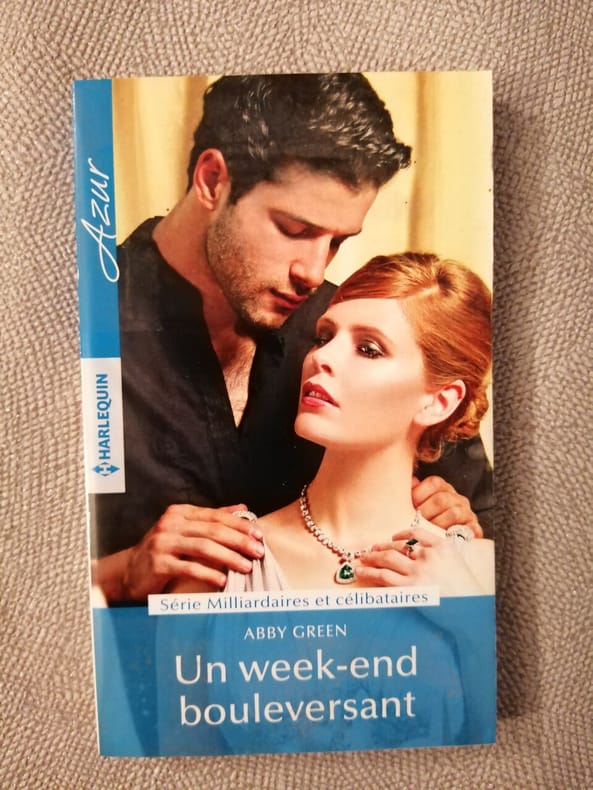 Azur
HARLEQUIN
Série Milliardaires et célibataires
ABBY GREEN
Un week-end
bouleversant